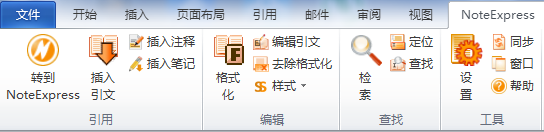 文件 开始 插入 页面布局 引用 邮件 审阅 视图 NoteExpress
转到
NoteExpress
插入
引文
插入注释
插入笔记
引用
格式
化
编辑引文
去除格式化
样式
编辑
检
索
定位
查找
查找
设
置
同步
窗口
帮助
工具